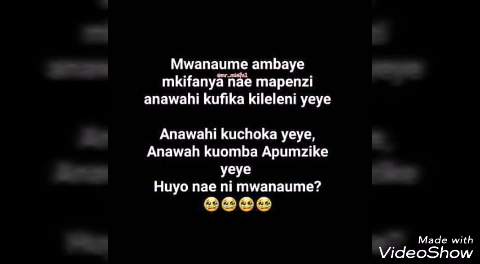 Mwanaume ambaye
mkifanya nae mapenzi
anawahi kufika kileleni yeye
Anawahi kuchoka yeye,
Anawah kuomba Apumzike
yeye
Huyo nae ni mwanaume?
🥹🥹🥹🥹
Made with
VideoShow